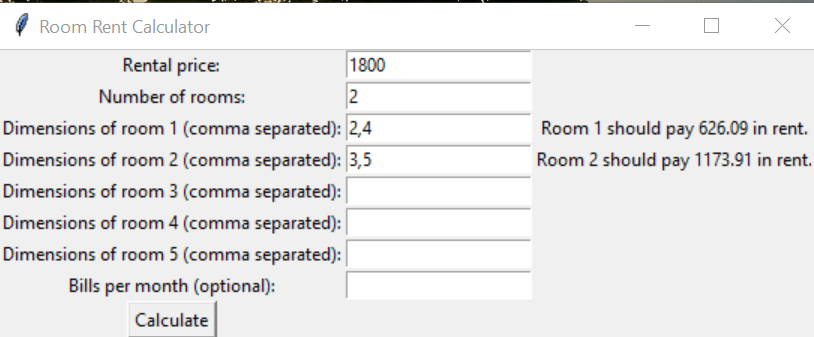 Room Rent Calculator
Rental price: 1800
Number of rooms: 2
Dimensions of room 1 (comma separated): 2,4 Room 1 should pay 626.09 in rent.
Dimensions of room 2 (comma separated): 3,5 Room 2 should pay 1173.91 in rent.
Dimensions of room 3 (comma separated):
Dimensions of room 4 (comma separated):
Dimensions of room 5 (comma separated):
Bills per month (optional):
Calculate